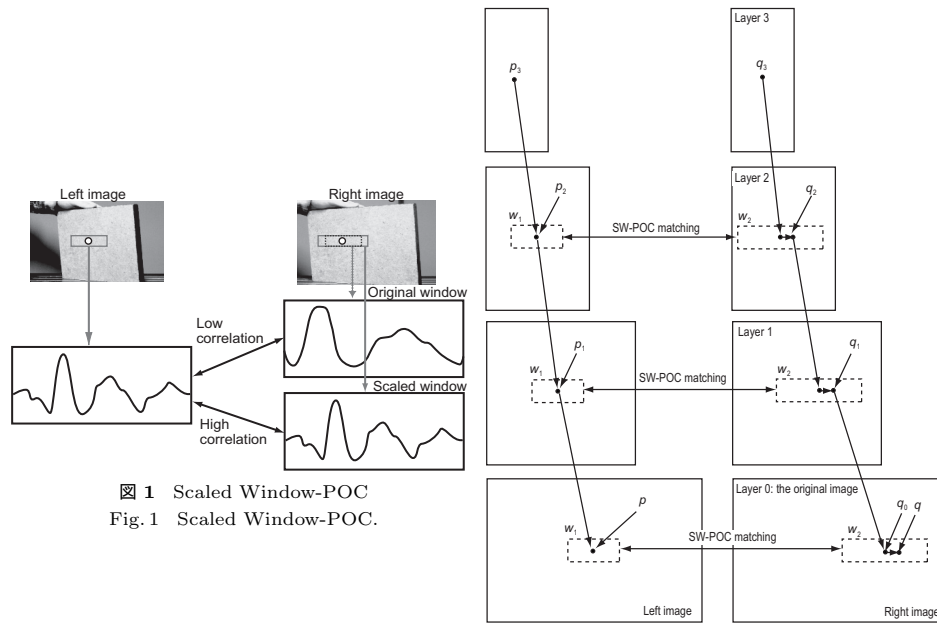 Left image
Right image
Original window
Low
correlation
Scaled window
High
correlation
図 1 Scaled Window-POC
Fig. 1 Scaled Window-POC.
Layer 3
p3
q3
Layer 2
p2
q2
w1
w2
SW-POC matching
Layer 1
p1
q1
w1
w2
SW-POC matching
Layer 0: the original image
p
q0 q
w1
w2
SW-POC matching
Left image
Right image